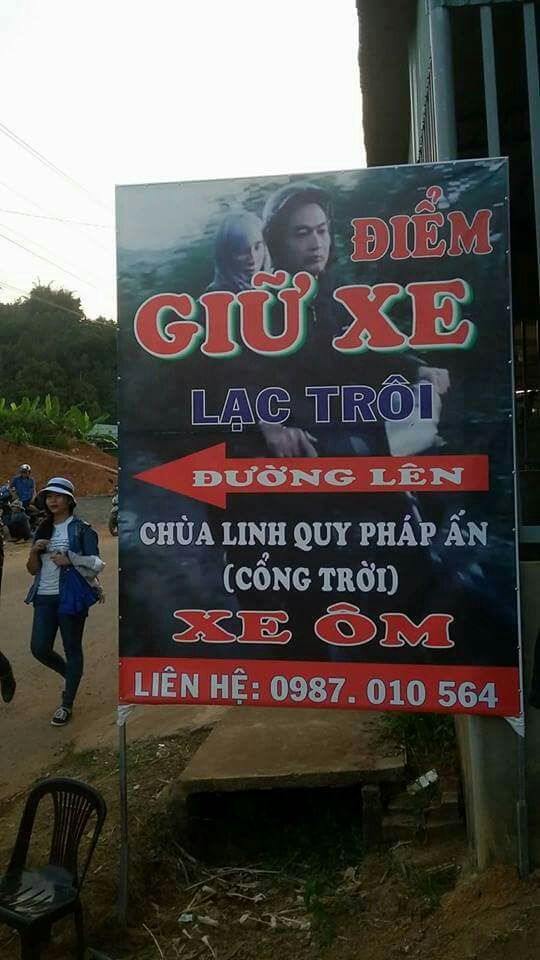 ĐIỂM
GIỮ XE
LẠC TRÔI
ĐƯỜNG LÊN
CHÙA LINH QUY PHÁP ẤN
(CỔNG TRỜI)
XE ÔM
LIÊN HỆ: 0987. 010 564